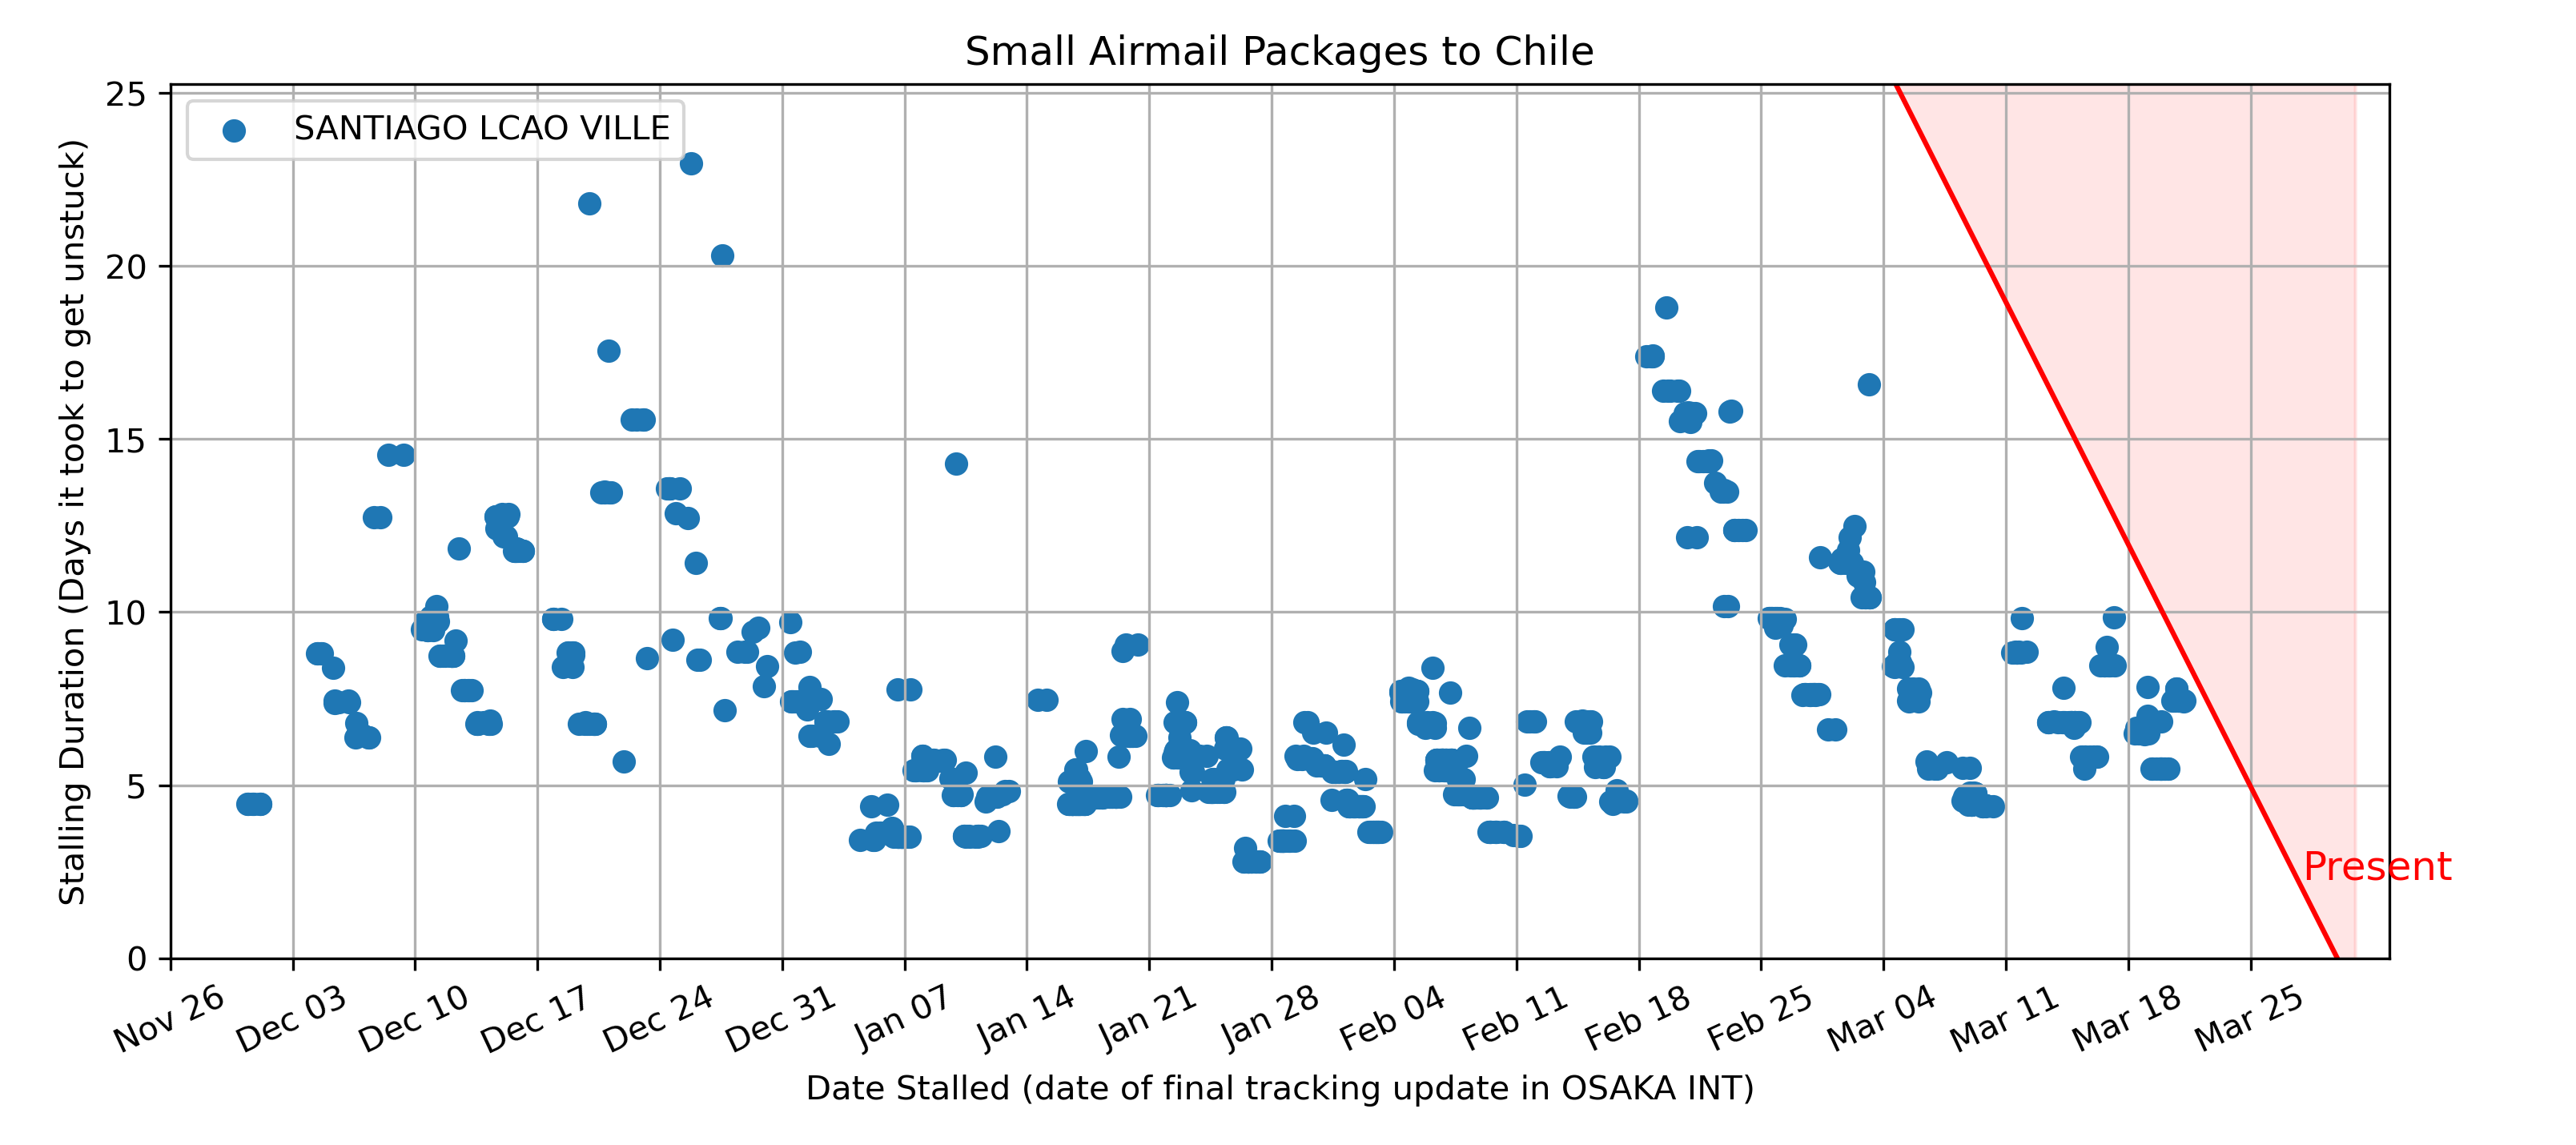 Small Airmail Packages to Chile
SANTIAGO LCAO VILLE
Stalling Duration (Days it took to get unstuck)
25
20
15
10
5
0
Present
Nov 26
Dec 03
Dec 10
Dec 17
Dec 24
Dec 31
Jan 07
Jan 14
Jan 21
Jan 28
Feb 04
Feb 11
Feb 18
Feb 25
Mar 04
Mar 11
Mar 18
Mar 25
Date Stalled (date of final tracking update in OSAKA INT)